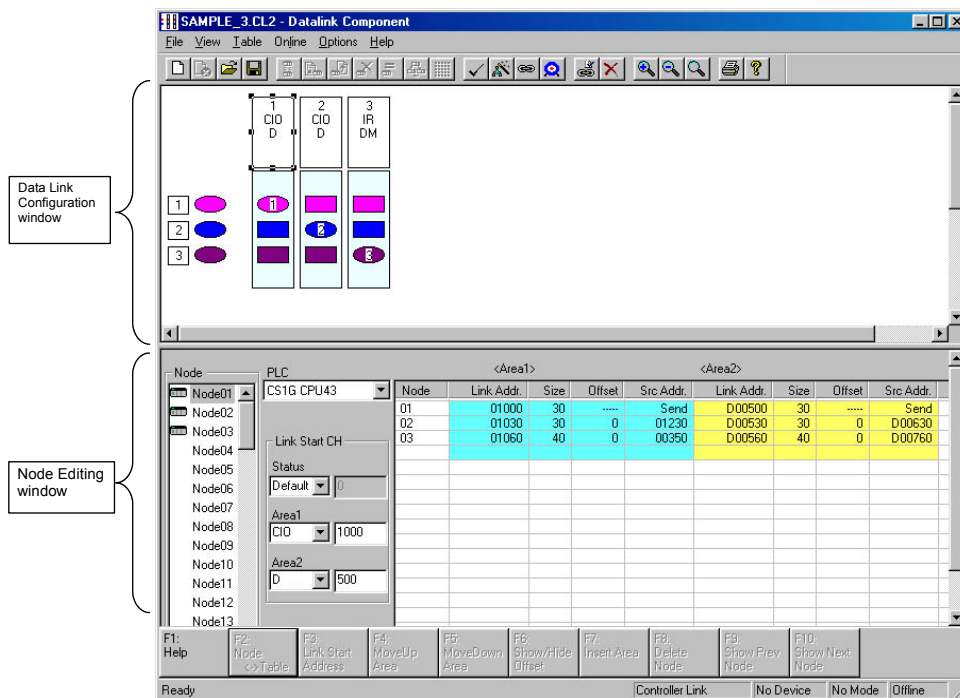 SAMPLE_3.CL2 - Datalink Component
File View Table Online Options Help
1 2 3
CIO CIO IR
D D DM
Data Link
Configuration
window
1 1
2 2
3 3
Node Editing
window
Node
Node01
Node02
Node03
Node04
Node05
Node06
Node07
Node08
Node09
Node10
Node11
Node12
Node13
PLC
CS1G CPU43
Link Start CH
Status
Default 0
Area1
CIO 1000
Area2
D 500
<Area1> <Area2>
Node Link Addr. Size Offset Src Addr. Link Addr. Size Offset Src Addr.
01 01000 30 ----- Send D00500 30 ----- Send
02 01030 30 0 01230 D00530 30 0 D00630
03 01060 40 0 00350 D00560 40 0 D00760
F1:
Help
F2:
Node
<->Table
F3:
Link Start
Address
F4:
MoveUp
Area
F5:
MoveDown
Area
F6:
Show/Hide
Offset
F7:
Insert Area
F8:
Delete
Node
F9:
Show Prev
Node
F10:
Show Next
Node
Ready Controller Link No Device No Mode Offline